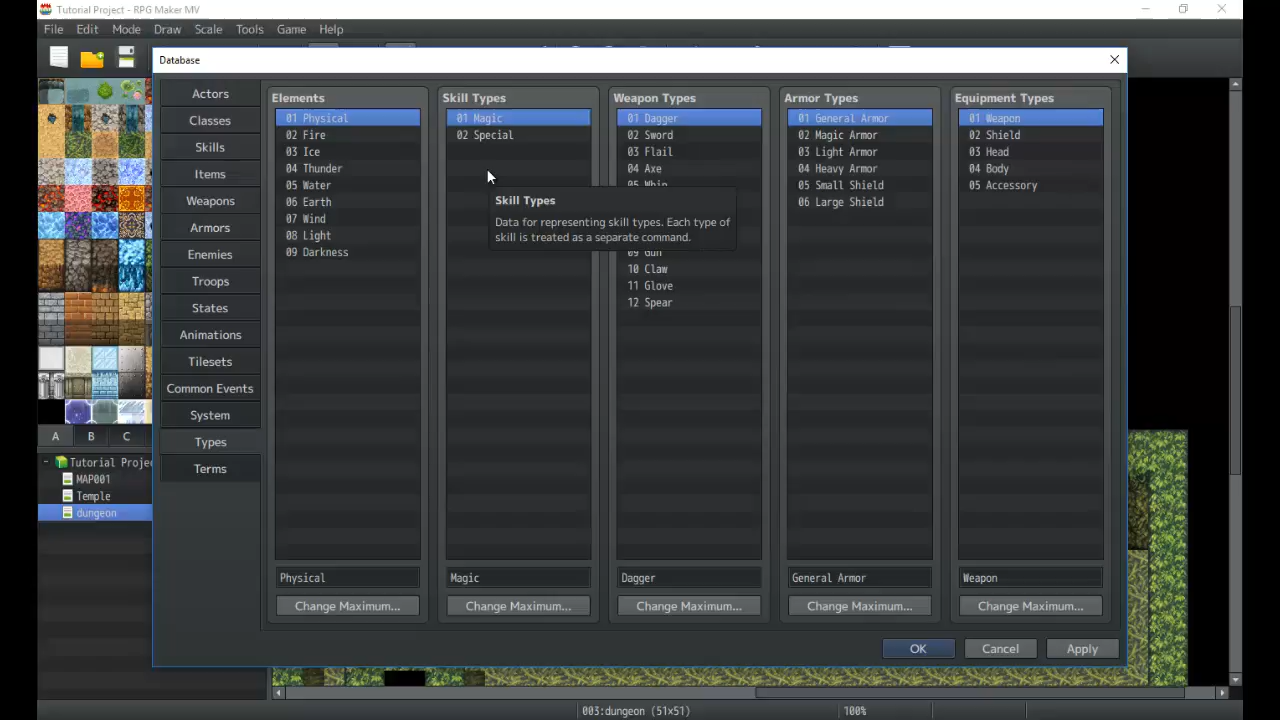 Tutorial Project - RPG Maker MV
File Edit Mode Draw Scale Tools Game Help
Database
Actors
Classes
Skills
Items
Weapons
Armors
Enemies
Troops
States
Animations
Tilesets
Common Events
System
Types
Terms
Elements
01 Physical
02 Fire
03 Ice
04 Thunder
05 Water
06 Earth
07 Wind
08 Light
09 Darkness
Physical
Change Maximum...
Skill Types
01 Magic
02 Special
Magic
Change Maximum...
Skill Types
Data for representing skill types. Each type of
skill is treated as a separate command.
Weapon Types
01 Dagger
02 Sword
03 Flail
04 Axe
05 Whip
09 Gun
10 Claw
11 Glove
12 Spear
Dagger
Change Maximum...
Armor Types
01 General Armor
02 Magic Armor
03 Light Armor
04 Heavy Armor
05 Small Shield
06 Large Shield
General Armor
Change Maximum...
Equipment Types
01 Weapon
02 Shield
03 Head
04 Body
05 Accessory
Weapon
Change Maximum...
OK Cancel Apply
A B C
Tutorial Proje
MAP001
Temple
dungeon
003:dungeon (51x51) 100%